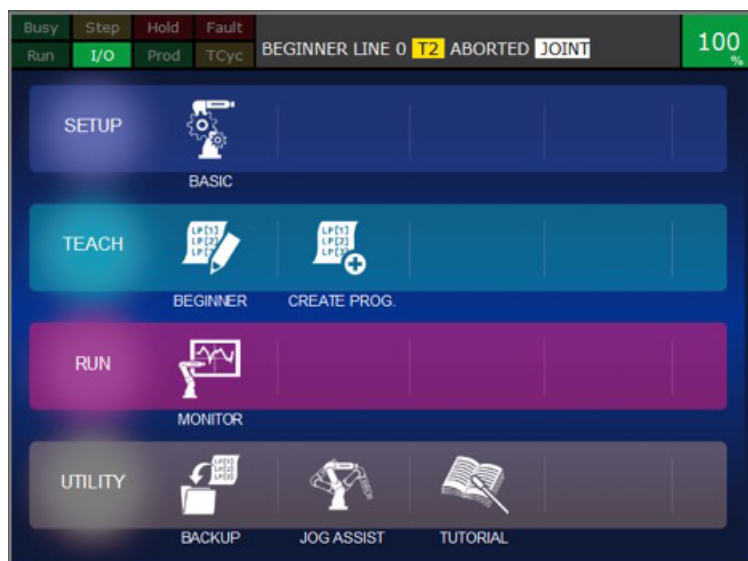 Busy Step Hold Fault
Run I/O Prod TCyc
BEGINNER LINE 0 T2 ABORTED JOINT
100 %
SETUP
BASIC
TEACH
BEGINNER CREATE PROG.
RUN
MONITOR
UTILITY
BACKUP JOG ASSIST TUTORIAL